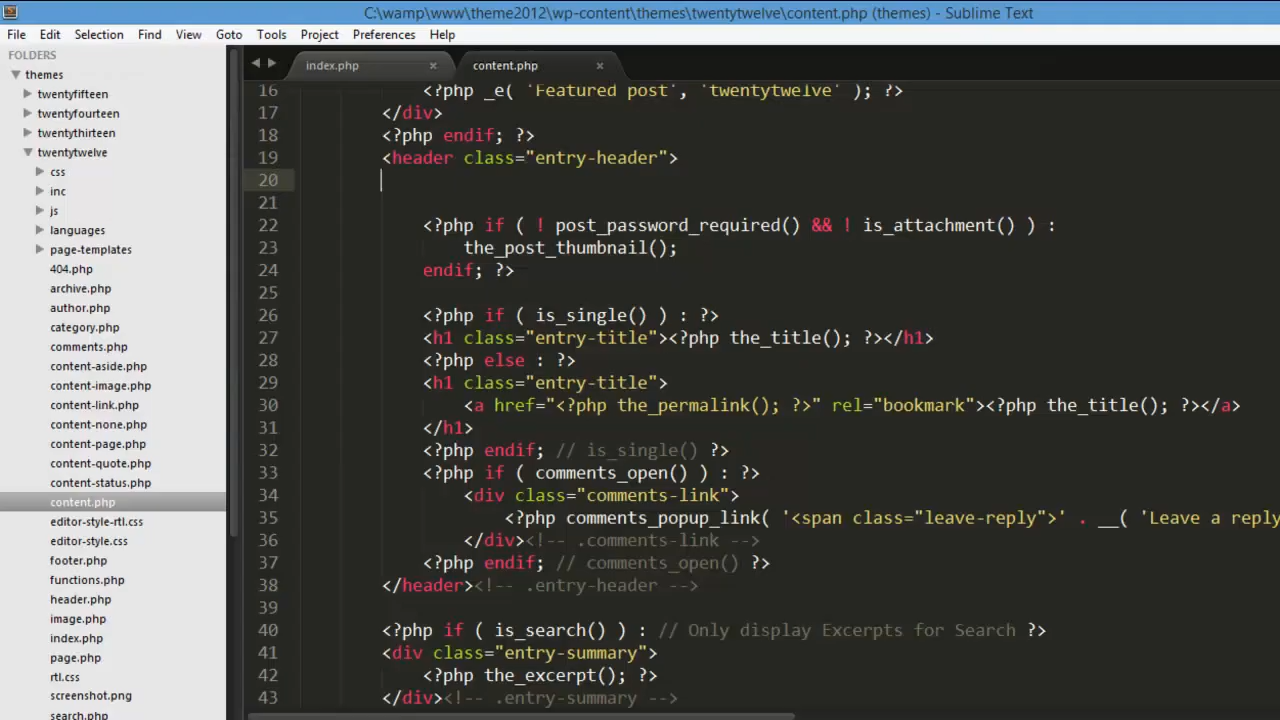 C:\wamp\www\theme2012\wp-content\themes\twentytwelve\content.php (themes) - Sublime Text
File Edit Selection Find View Goto Tools Project Preferences Help
FOLDERS
themes
twentyfifteen
twentyfourteen
twentythirteen
twentytwelve
css
inc
js
languages
page-templates
404.php
archive.php
author.php
category.php
comments.php
content-aside.php
content-image.php
content-link.php
content-none.php
content-page.php
content-quote.php
content-status.php
content.php
editor-style-rtl.css
editor-style.css
footer.php
functions.php
header.php
image.php
index.php
page.php
rtl.css
screenshot.png
search.php
index.php × content.php ×
16 <?php _e( 'Featured post', 'twentytwelve' ); ?>
17 </div>
18 <?php endif; ?>
19 <header class="entry-header">
20
21
22 <?php if ( ! post_password_required() && ! is_attachment() ) :
23 the_post_thumbnail();
24 endif; ?>
25
26 <?php if ( is_single() ) : ?>
27 <h1 class="entry-title"><?php the_title(); ?></h1>
28 <?php else : ?>
29 <h1 class="entry-title">
30 <a href="<?php the_permalink(); ?>" rel="bookmark"><?php the_title(); ?></a>
31 </h1>
32 <?php endif; // is_single() ?>
33 <?php if ( comments_open() ) : ?>
34 <div class="comments-link">
35 <?php comments_popup_link( '<span class="leave-reply">' . __( 'Leave a reply
36 </div><!-- .comments-link -->
37 <?php endif; // comments_open() ?>
38 </header><!-- .entry-header -->
39
40 <?php if ( is_search() ) : // Only display Excerpts for Search ?>
41 <div class="entry-summary">
42 <?php the_excerpt(); ?>
43 </div><!-- .entry-summary -->